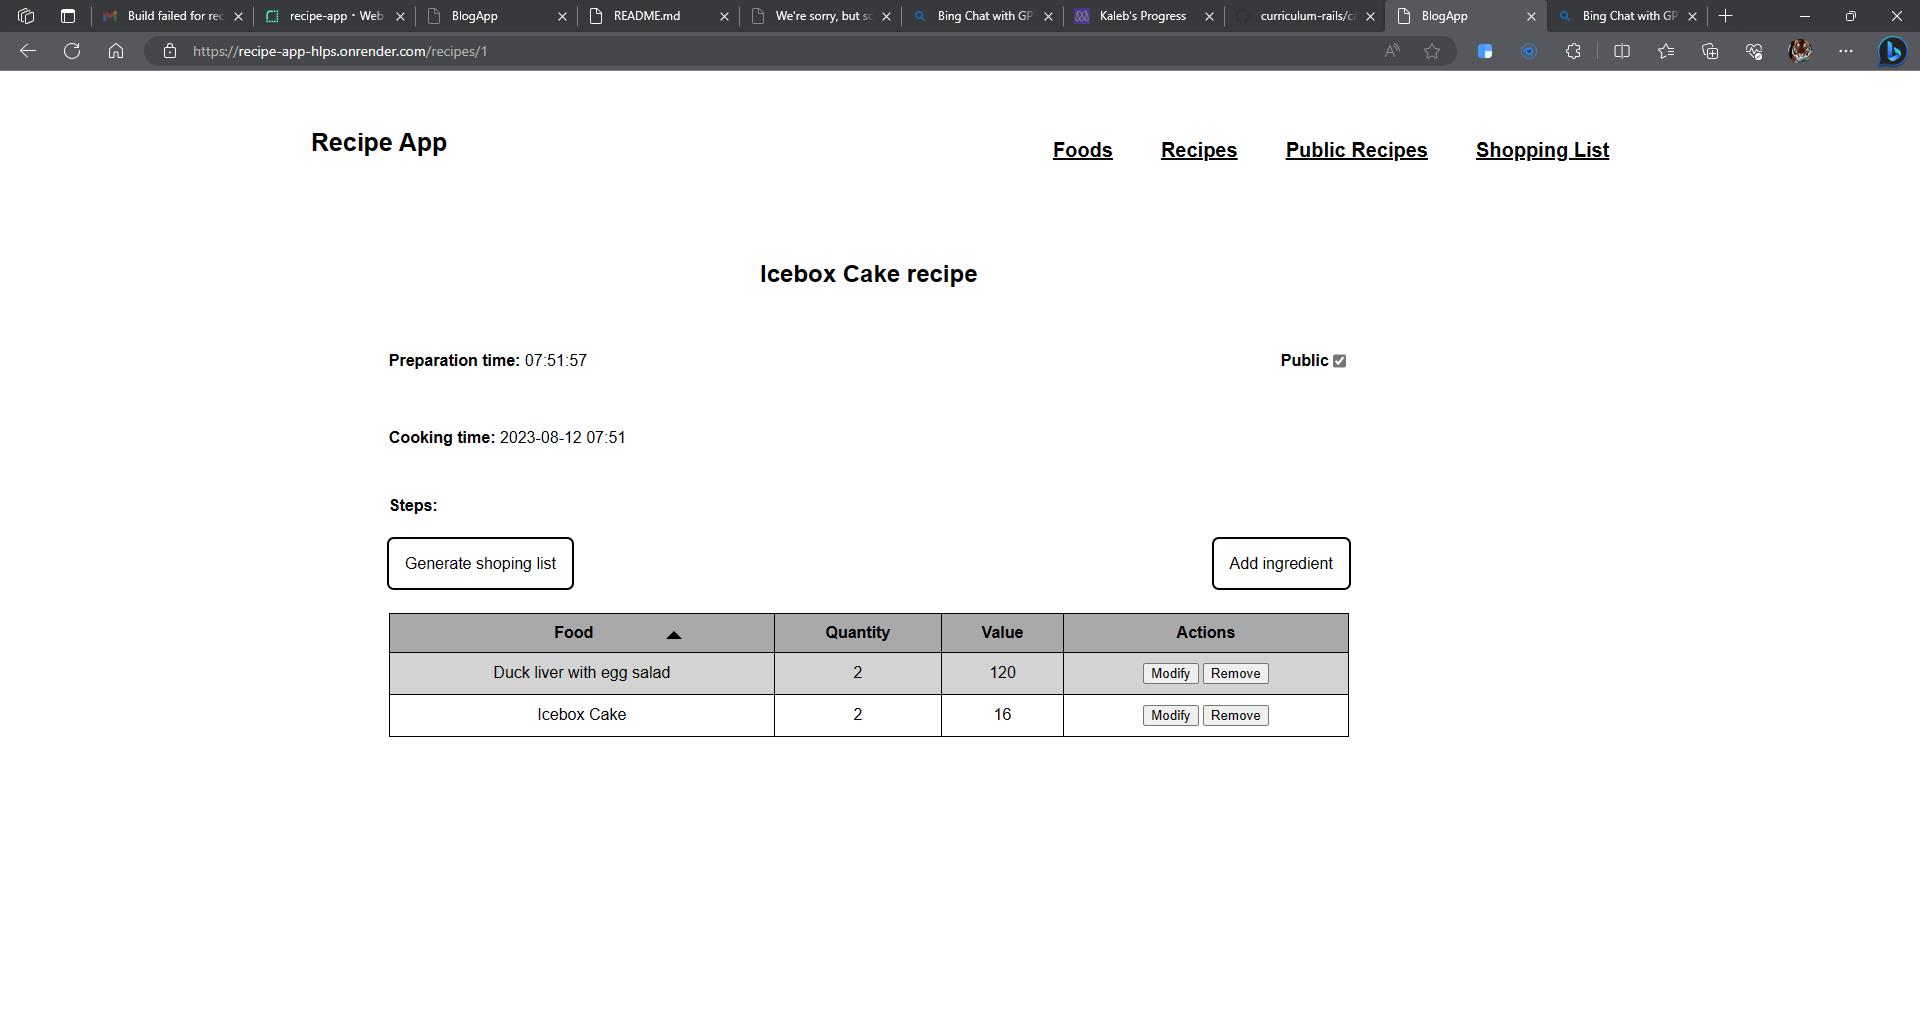 Build failed for rec
recipe-app · Web
BlogApp
README.md
We're sorry, but so
Bing Chat with GP
Kaleb's Progress
curriculum-rails/ca
BlogApp
Bing Chat with GP
https://recipe-app-hlps.onrender.com/recipes/1
Recipe App
Foods Recipes Public Recipes Shopping List
Icebox Cake recipe
Preparation time: 07:51:57 Public
Cooking time: 2023-08-12 07:51
Steps:
Generate shoping list Add ingredient
Food Quantity Value Actions
Duck liver with egg salad 2 120 Modify Remove
Icebox Cake 2 16 Modify Remove